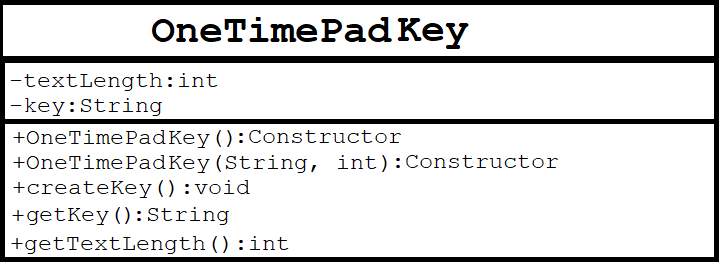 OneTimePadKey
-textLength:int
-key:String
+OneTimePadKey():Constructor
+OneTimePadKey(String, int):Constructor
+createKey():void
+getKey():String
+getTextLength():int